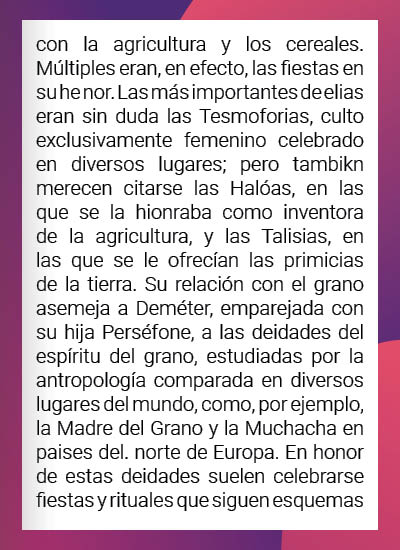 con la agricultura y los cereales.
Múltiples eran, en efecto, las fiestas en
su he nor. Las más importantes de elias
eran sin duda las Tesmoforias, culto
exclusivamente femenino celebrado
en diversos lugares; pero tambikn
merecen citarse las Halóas, en las
que se la hionraba como inventora
de la agricultura, y las Talisias, en
las que se le ofrecían las primicias
de la tierra. Su relación con el grano
asemeja a Deméter, emparejada con
su hija Perséfone, a las deidades del
espíritu del grano, estudiadas por la
antropología comparada en diversos
lugares del mundo, como, por ejemplo,
la Madre del Grano y la Muchacha en
paises del. norte de Europa. En honor
de estas deidades suelen celebrarse
fiestas y rituales que siguen esquemas